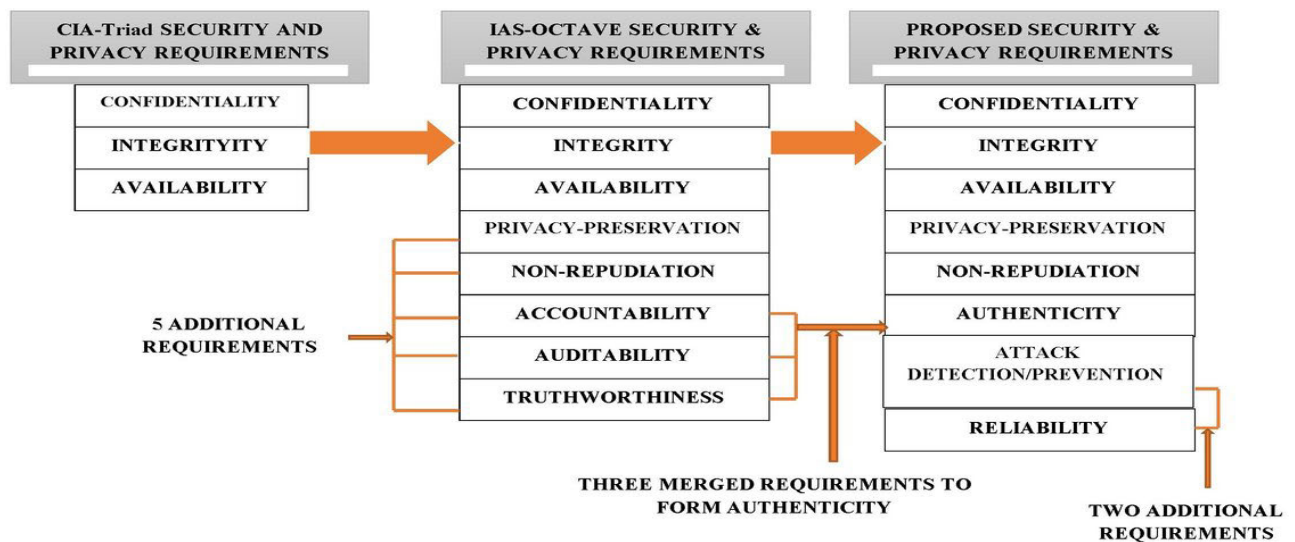 CIA-Triad SECURITY AND
PRIVACY REQUIREMENTS
CONFIDENTIALITY
INTEGRITYITY
AVAILABILITY
IAS-OCTAVE SECURITY &
PRIVACY REQUIREMENTS
CONFIDENTIALITY
INTEGRITY
AVAILABILITY
PRIVACY-PRESERVATION
NON-REPUDIATION
ACCOUNTABILITY
AUDITABILITY
TRUTHWORTHINESS
5 ADDITIONAL
REQUIREMENTS
PROPOSED SECURITY &
PRIVACY REQUIREMENTS
CONFIDENTIALITY
INTEGRITY
AVAILABILITY
PRIVACY-PRESERVATION
NON-REPUDIATION
AUTHENTICITY
ATTACK
DETECTION/PREVENTION
RELIABILITY
THREE MERGED REQUIREMENTS TO
FORM AUTHENTICITY
TWO ADDITIONAL
REQUIREMENTS